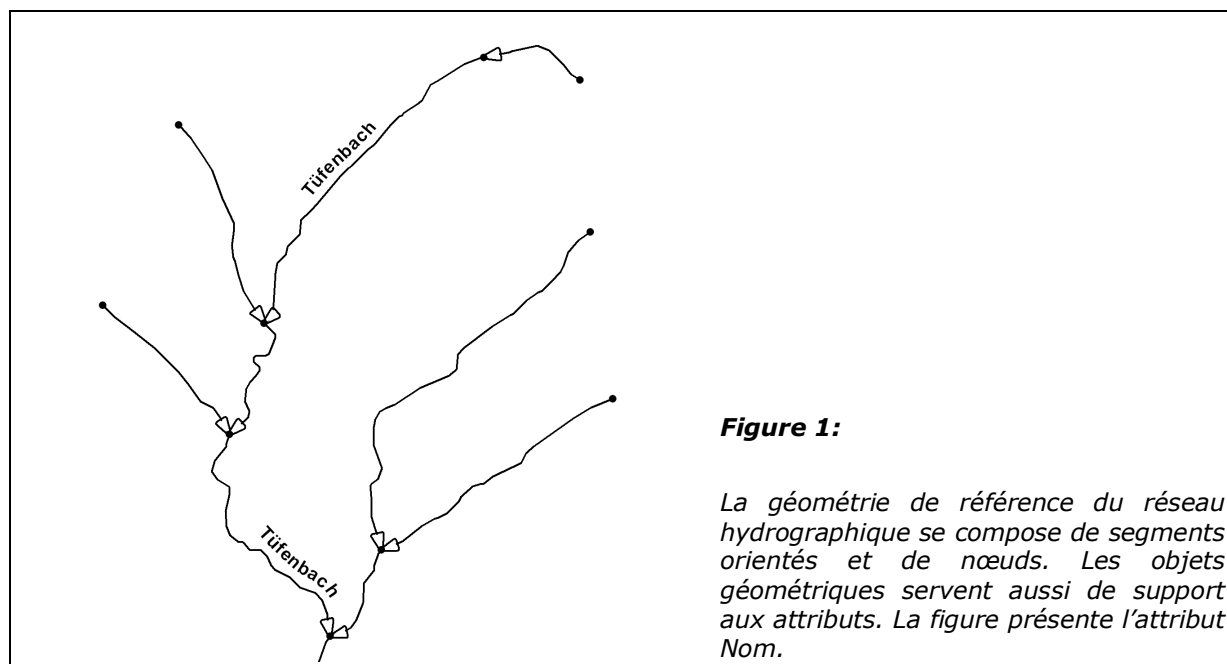 Tüfenbach
Tüfenbach
Figure 1:
La géométrie de référence du réseau
hydrographique se compose de segments
orientés et de nœuds. Les objets
géométriques servent aussi de support
aux attributs. La figure présente l’attribut
Nom.